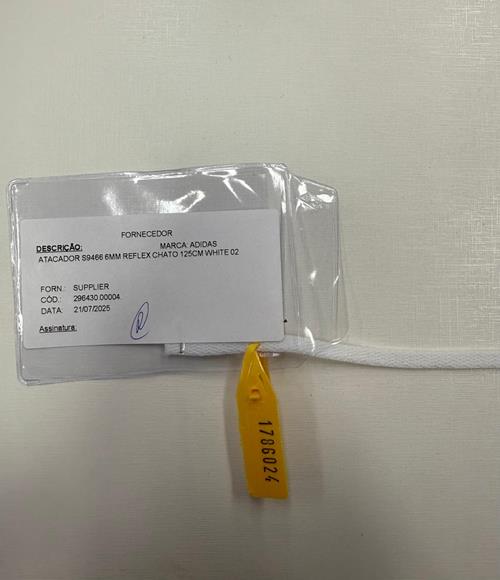 FORNECEDOR
DESCRIÇÃO: MARCA: ADIDAS
ATACADOR S9466 6MM REFLEX CHATO 125CM WHITE 02
FORN.: SUPPLIER
CÓD.: 296430.00004.
DATA: 21/07/2025
Assinatura:
1786024